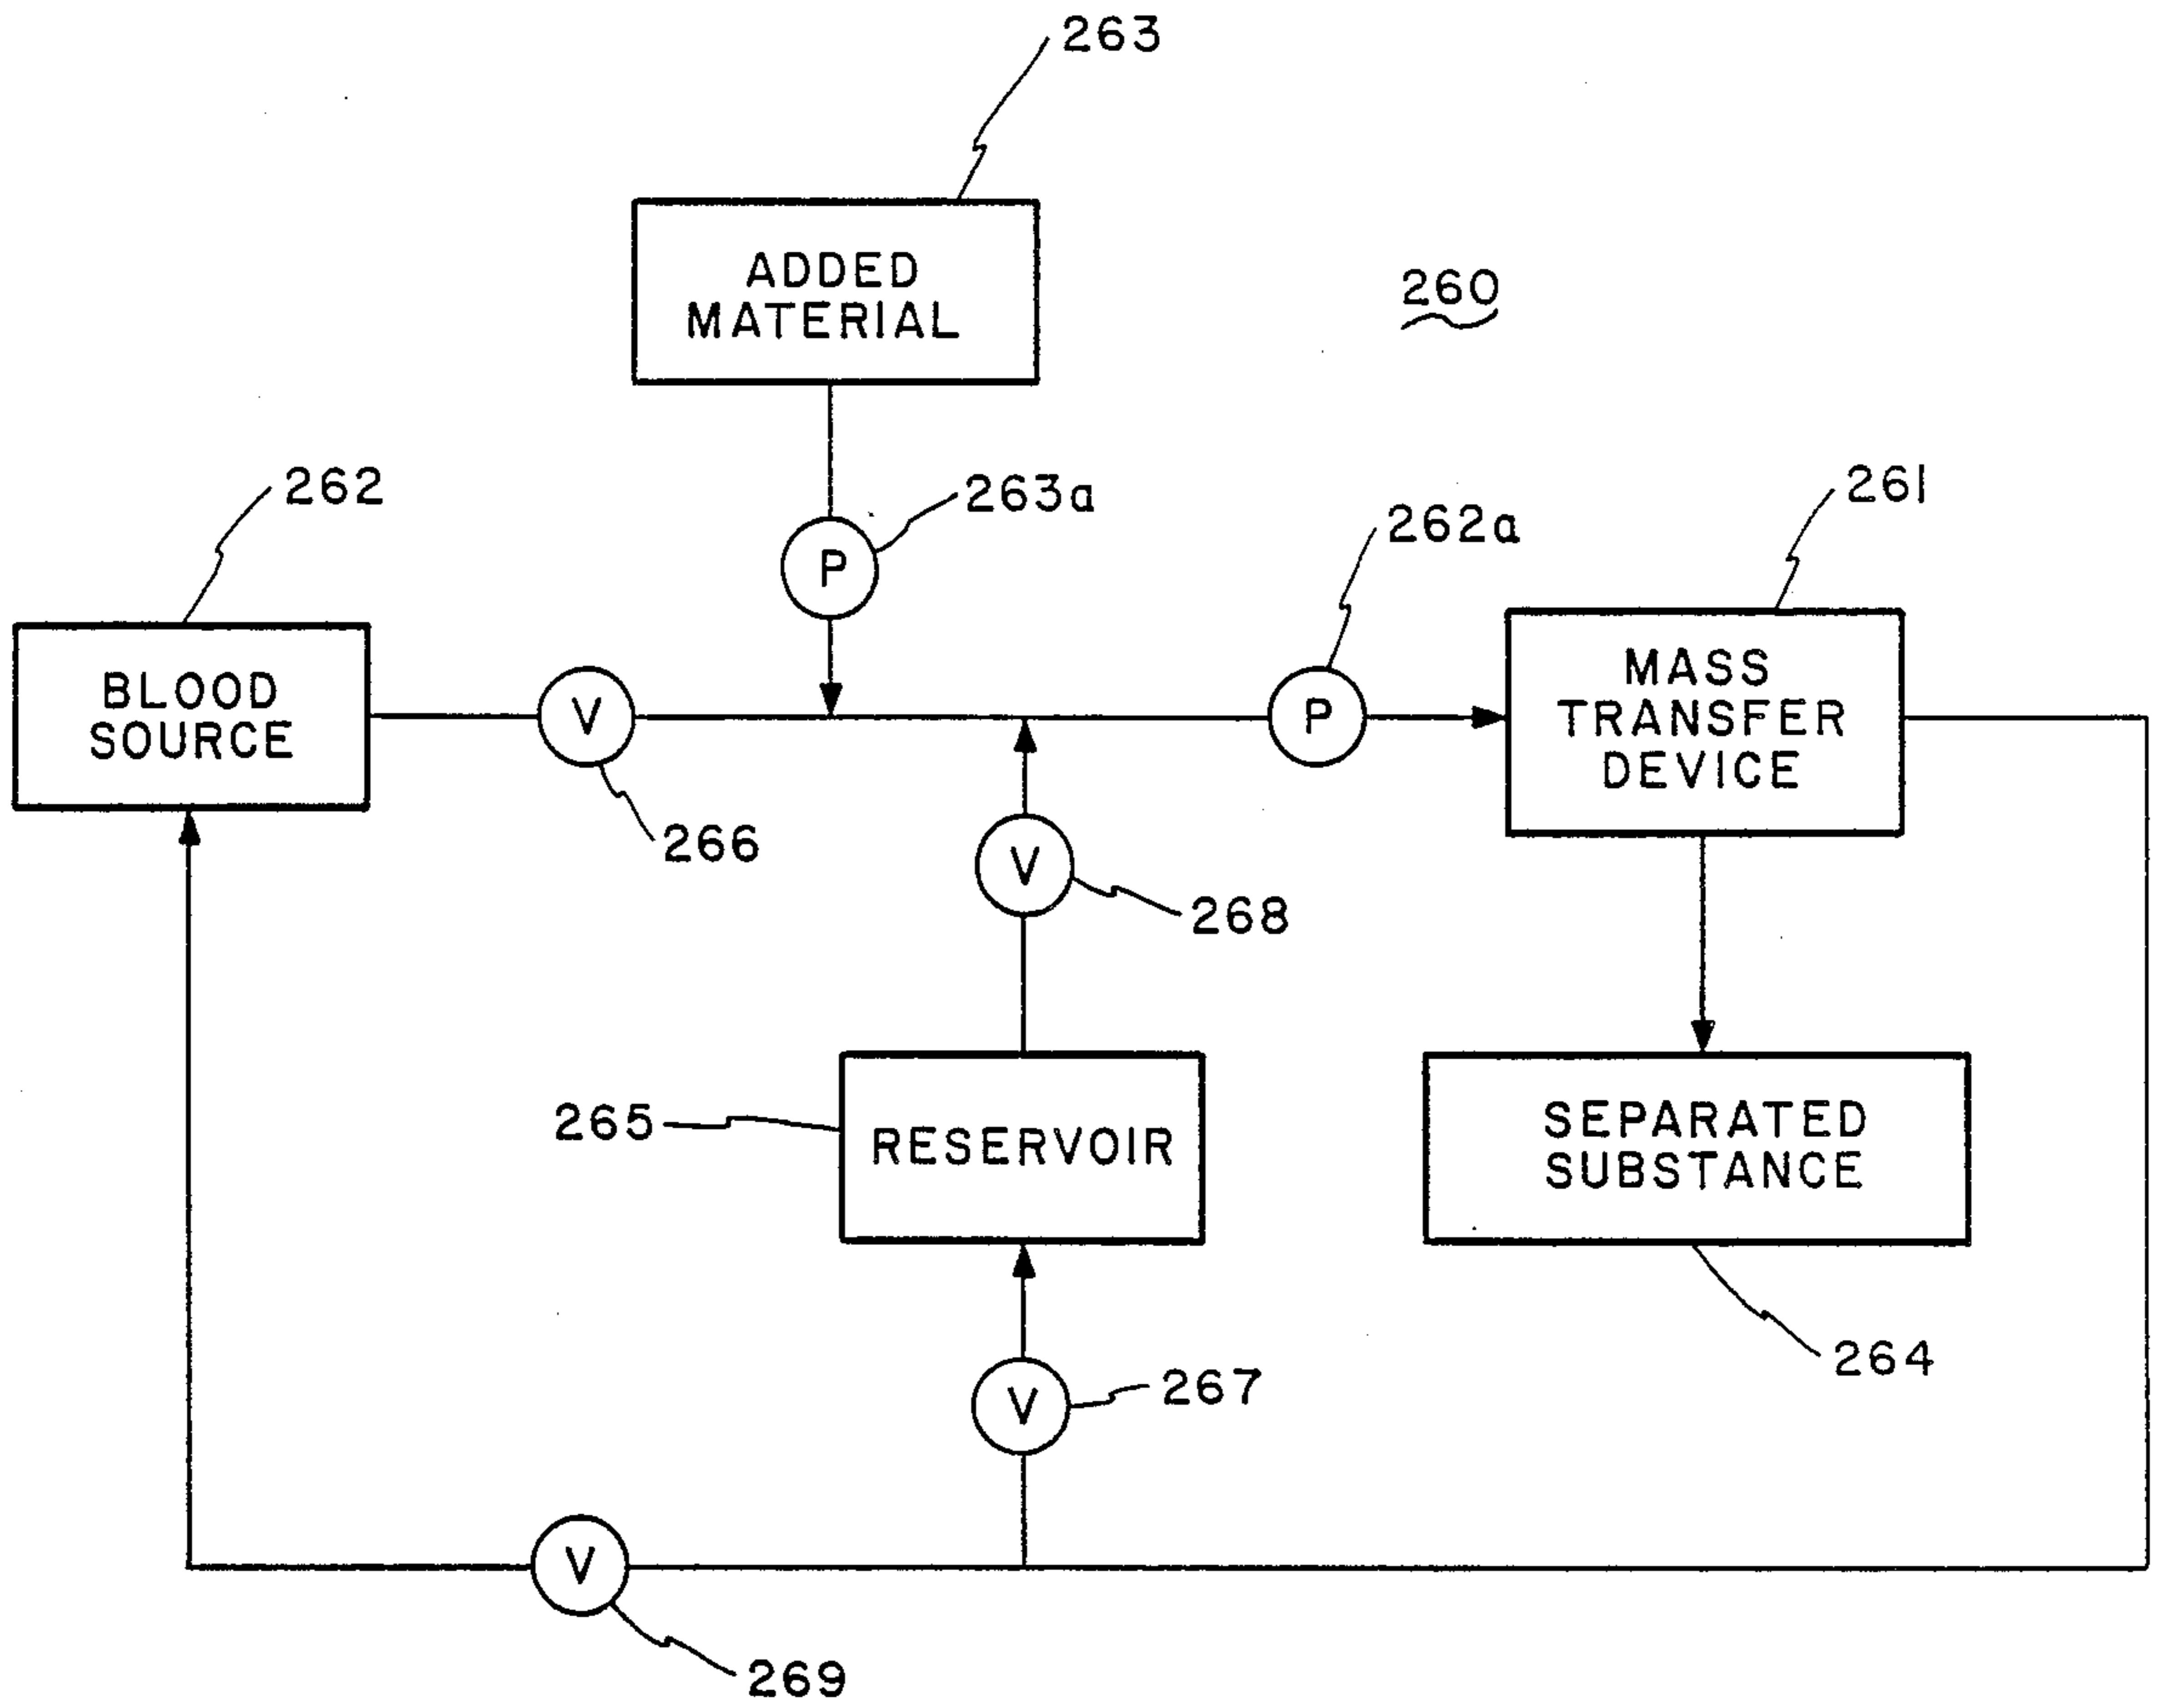 263
ADDED
MATERIAL
260
262
263a
262a
261
P
BLOOD
SOURCE
V
P
MASS
TRANSFER
DEVICE
266
V
268
265
RESERVOIR
SEPARATED
SUBSTANCE
264
V
267
V
269